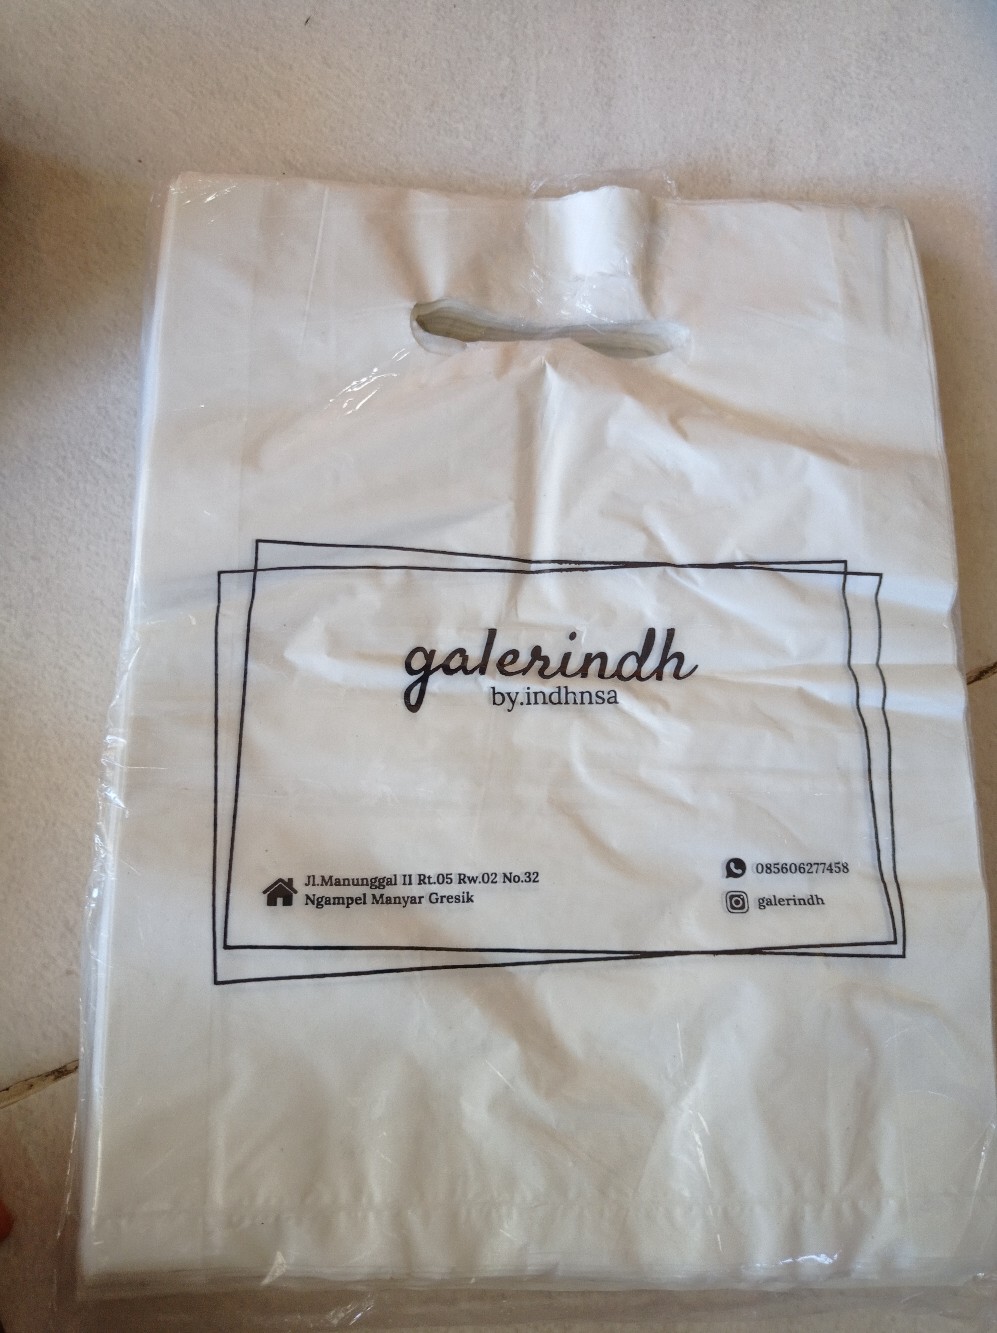 galerindh
by.indhnsa
Jl.Manunggal II Rt.05 Rw.02 No.32
Ngampel Manyar Gresik
085606277458
galerindh